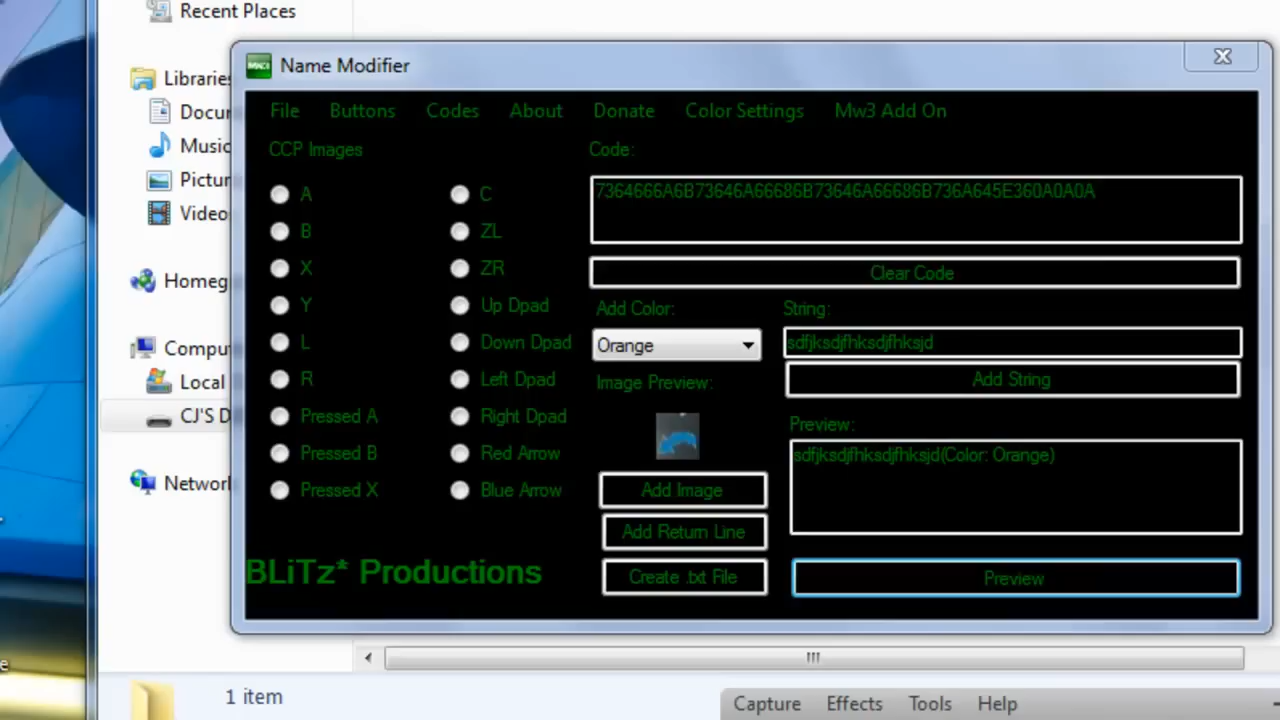 Recent Places
Libraries
Docu
Music
Pictur
Video
Homeg
Compu
Local
CJ'S D
Network
1 item
Name Modifier
File Buttons Codes About Donate Color Settings Mw3 Add On
CCP Images
A
B
X
Y
L
R
Pressed A
Pressed B
Pressed X
C
ZL
ZR
Up Dpad
Down Dpad
Left Dpad
Right Dpad
Red Arrow
Blue Arrow
BLiTz* Productions
Code:
7364666A6B73646A66686B73646A66686B736A645E360A0A0A
Clear Code
Add Color:
Orange
Image Preview:
Add Image
Add Return Line
Create .txt File
String:
sdfjksdjfhksdjfhksjd
Add String
Preview:
sdfjksdjfhksdjfhksjd(Color: Orange)
Preview
Capture Effects Tools Help